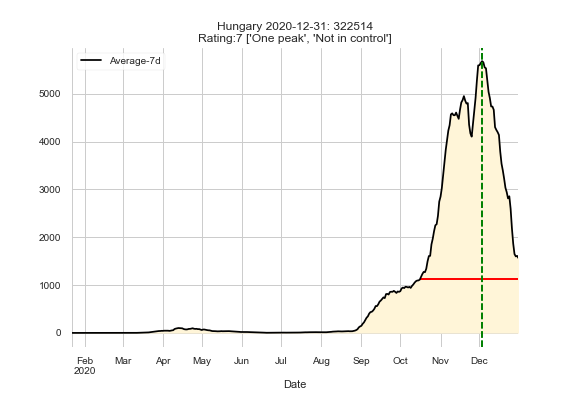 Hungary 2020-12-31: 322514
Rating:7 ['One peak', 'Not in control']
Average-7d
5000
4000
3000
2000
1000
0
Feb Mar Apr May Jun Jul Aug Sep Oct Nov Dec
2020
Date